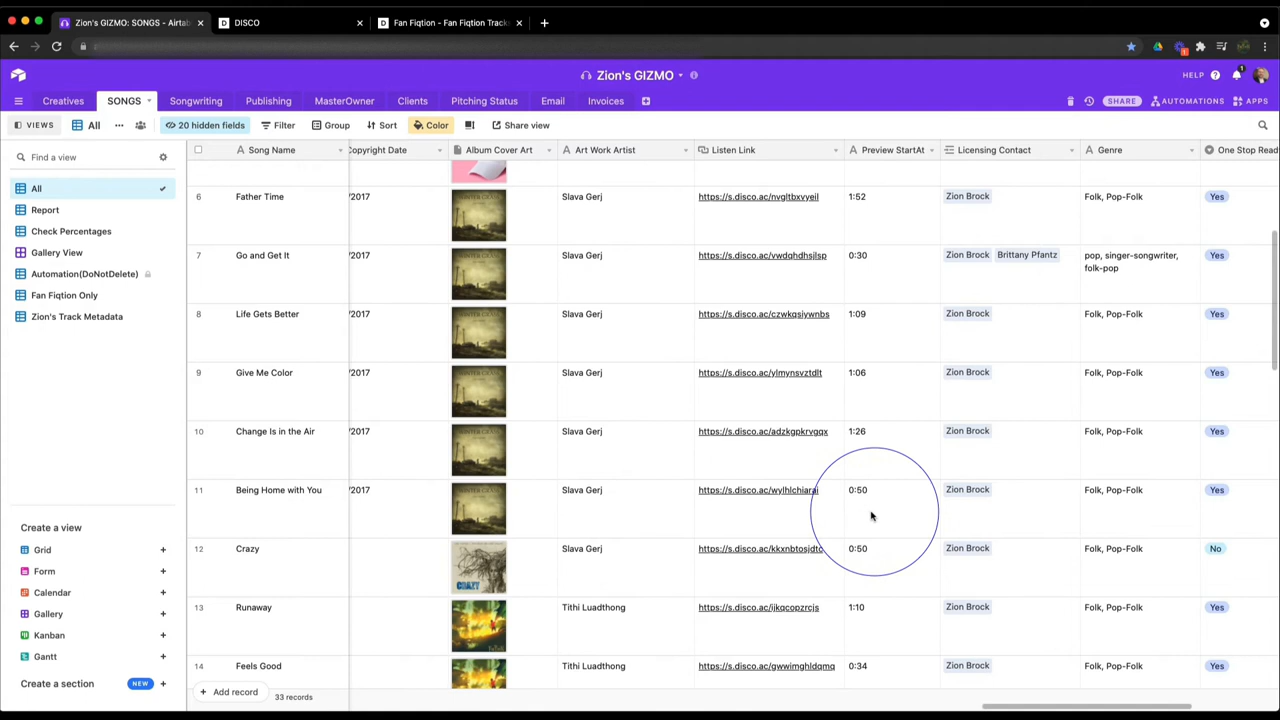 Zion's GIZMO: SONGS - Airtab
DISCO
Fan Fiqtion - Fan Fiqtion Track
Zion's GIZMO
HELP
1
Creatives
SONGS
Songwriting
Publishing
MasterOwner
Clients
Pitching Status
Email
Invoices
SHARE
AUTOMATIONS
APPS
VIEWS
All
20 hidden fields
Filter
Group
Sort
Color
Share view
Find a view
All
Report
Check Percentages
Gallery View
Automation(DoNotDelete)
Fan Fiqtion Only
Zion's Track Metadata
Create a view
Grid
Form
Calendar
Gallery
Kanban
Gantt
Create a section NEW
Song Name Copyright Date Album Cover Art Art Work Artist Listen Link Preview StartAt Licensing Contact Genre One Stop Read
6 Father Time /2017 Slava Gerj https://s.disco.ac/nvgltbxvyeil 1:52 Zion Brock Folk, Pop-Folk Yes
7 Go and Get It /2017 Slava Gerj https://s.disco.ac/vwdqhdhsjlsp 0:30 Zion Brock Brittany Pfantz pop, singer-songwriter, Yes
folk-pop
8 Life Gets Better /2017 Slava Gerj https://s.disco.ac/czwkqsiywnbs 1:09 Zion Brock Folk, Pop-Folk Yes
9 Give Me Color /2017 Slava Gerj https://s.disco.ac/ylmynsvztdlt 1:06 Zion Brock Folk, Pop-Folk Yes
10 Change Is in the Air /2017 Slava Gerj https://s.disco.ac/adzkgpkrvgqx 1:26 Zion Brock Folk, Pop-Folk Yes
11 Being Home with You /2017 Slava Gerj https://s.disco.ac/wylhlchiarai 0:50 Zion Brock Folk, Pop-Folk Yes
12 Crazy CRAZY Slava Gerj https://s.disco.ac/kkxnbtosjdtc 0:50 Zion Brock Folk, Pop-Folk No
13 Runaway Tithi Luadthong https://s.disco.ac/ijkqcopzrcjs 1:10 Zion Brock Folk, Pop-Folk Yes
14 Feels Good Tithi Luadthong https://s.disco.ac/gwwimghldqmq 0:34 Zion Brock Folk, Pop-Folk Yes
Add record
33 records